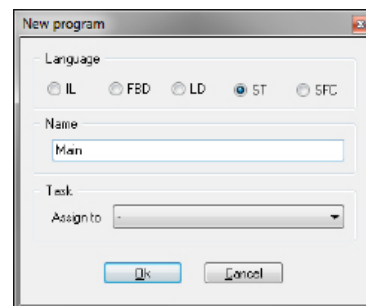 New program
Language
IL FBD LD ST SFC
Name
Main
Task
Assign to -
Ok Cancel